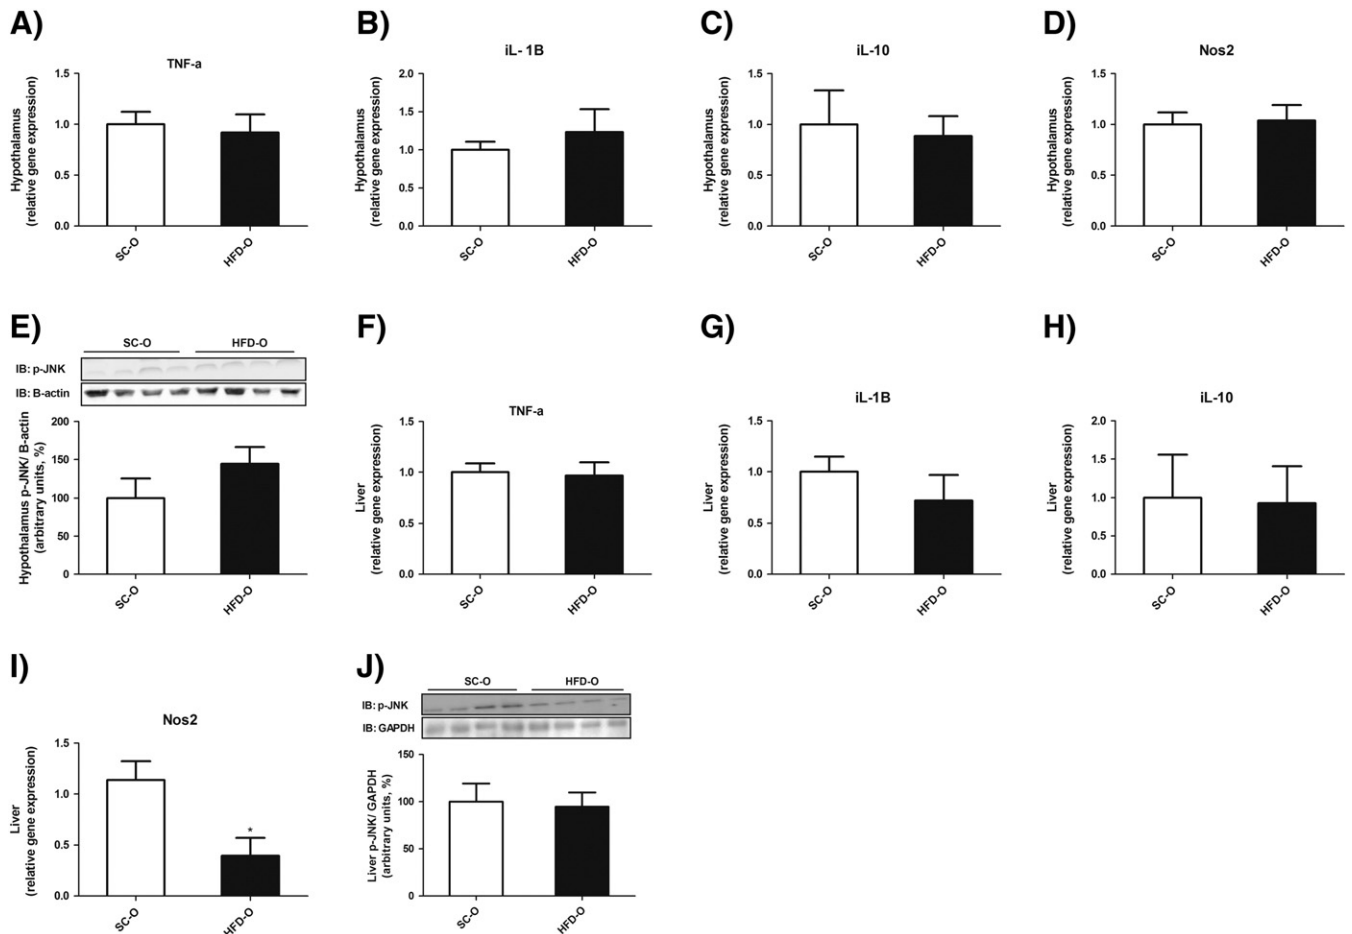 A)
TNF-a
Hypothalamus
(relative gene expression)
1.5
1.0
0.5
0.0
SC-O
HFD-O
B)
iL- 1B
Hypothalamus
(relative gene expression)
2.0
1.5
1.0
0.5
0.0
SC-O
HFD-O
C)
iL-10
Hypothalamus
(relative gene expression)
1.5
1.0
0.5
0.0
SC-O
HFD-O
D)
Nos2
Hypothalamus
(relative gene expression)
1.5
1.0
0.5
0.0
SC-O
HFD-O
E)
SC-O HFD-O
IB: p-JNK
IB: B-actin
Hypothalamus p-JNK/ B-actin
(arbitrary units, %)
200
150
100
50
0
SC-O
HFD-O
F)
TNF-a
Liver
(relative gene expression)
1.5
1.0
0.5
0.0
SC-O
HFD-O
G)
iL-1B
Liver
(relative gene expression)
1.5
1.0
0.5
0.0
SC-O
HFD-O
H)
iL-10
Liver
(relative gene expression)
2.0
1.5
1.0
0.5
0.0
SC-O
HFD-O
I)
Nos2
Liver
(relative gene expression)
1.5
1.0
0.5
0.0
*
SC-O
HFD-O
J)
SC-O HFD-O
IB: p-JNK
IB: GAPDH
Liver p-JNK/ GAPDH
(arbitrary units, %)
150
100
50
0
SC-O
HFD-O